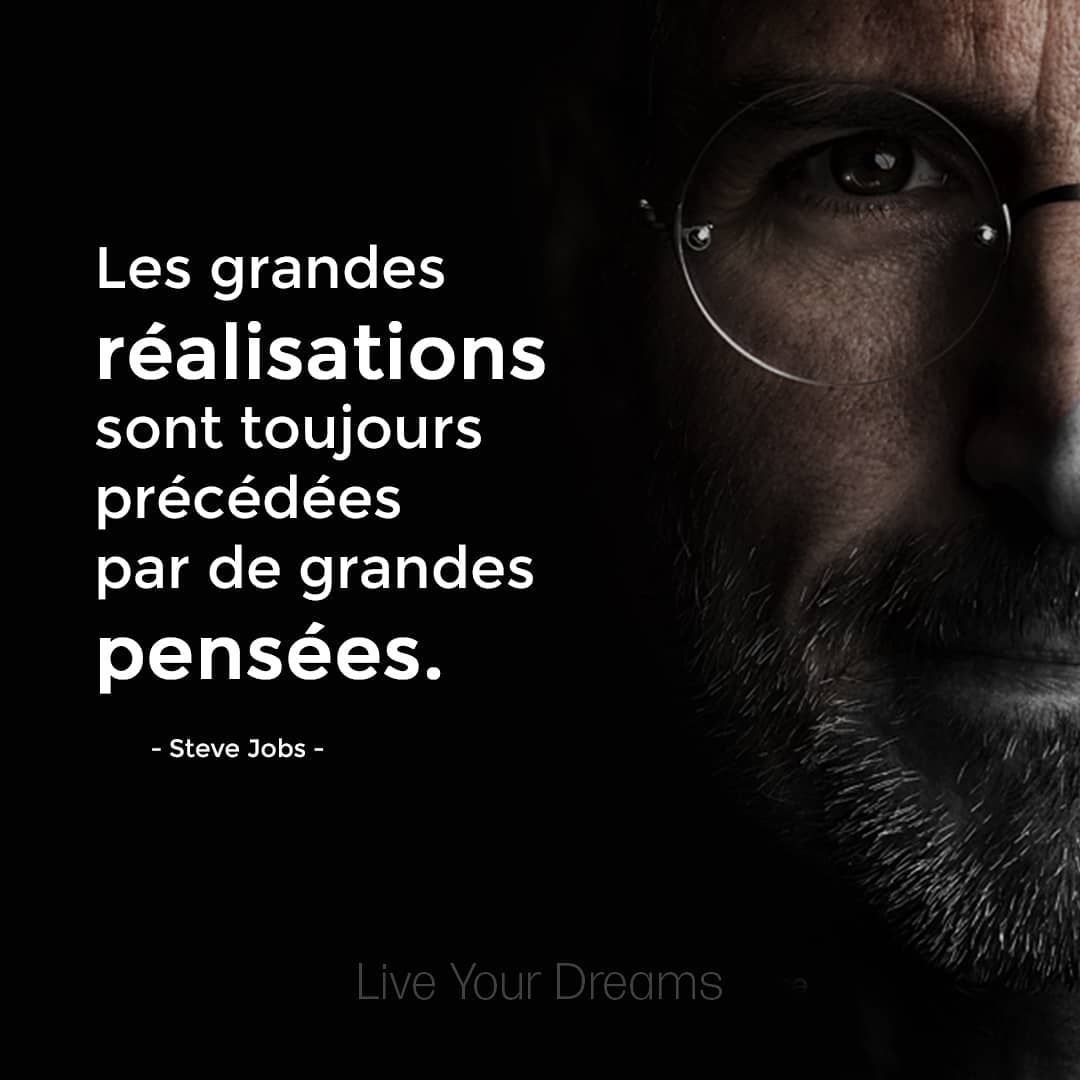 Les grandes
réalisations
sont toujours
précédées
par de grandes
pensées.
- Steve Jobs -
Live Your Dreams